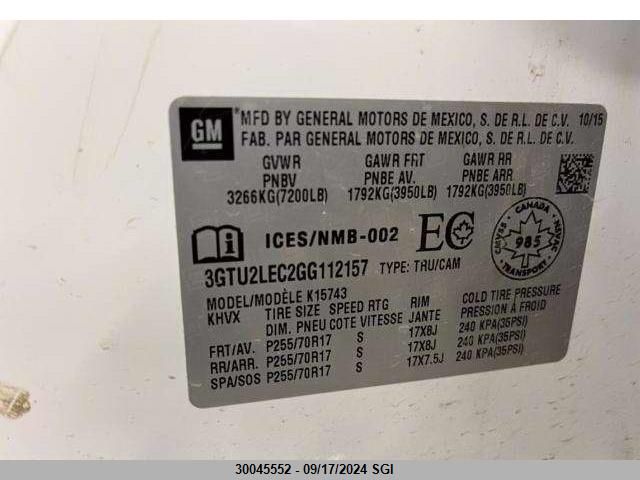 GM
*MFD BY GENERAL MOTORS DE MEXICO, S. DE R.L. DE C.V. 10/15
FAB. PAR GENERAL MOTORS DE MEXICO, S. DE R.L. DE C.V.
GVWR GAWR FRT GAWR RR
PNBV PNBE AV. PNBE ARR
3266KG(7200LB) 1792KG(3950LB) 1792KG(3950LB)
ICES/NMB-002 EC
CANADA CMVSS NSVAC 985 TRANSPORT
3GTU2LEC2GG112157 TYPE: TRU/CAM
MODEL/MODÈLE K15743
KHVX TIRE SIZE SPEED RTG RIM COLD TIRE PRESSURE
DIM. PNEU COTE VITESSE JANTE PRESSION À FROID
FRT/AV. P255/70R17 S 17X8J 240 KPA(35PSI)
RR/ARR. P255/70R17 S 17X8J 240 KPA(35PSI)
SPA/SOS P255/70R17 S 17X7.5J 240 KPA(35PSI)
30045552 - 09/17/2024 SGI